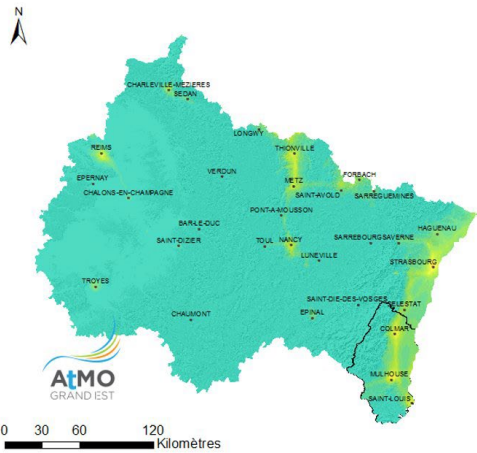 N
CHARLEVILLE-MEZIERES
SEDAN
LONGWY
REIMS
THIONVILLE
VERDUN
FORBACH
EPERNAY
METZ
CHALONS-EN-CHAMPAGNE
SAINT-AVOLD
SARREGUEMINES
PONT-A-MOUSSON
BAR-LE-DUC
HAGUENAU
SAINT-DIZIER
TOUL
NANCY
SARREBOURG
SAVERNE
LUNEVILLE
STRASBOURG
TROYES
SAINT-DIE-DES-VOSGES
SELESTAT
CHAUMONT
EPINAL
COLMAR
AtMO
GRAND EST
MULHOUSE
SAINT-LOUIS
0 30 60 120
Kilomètres